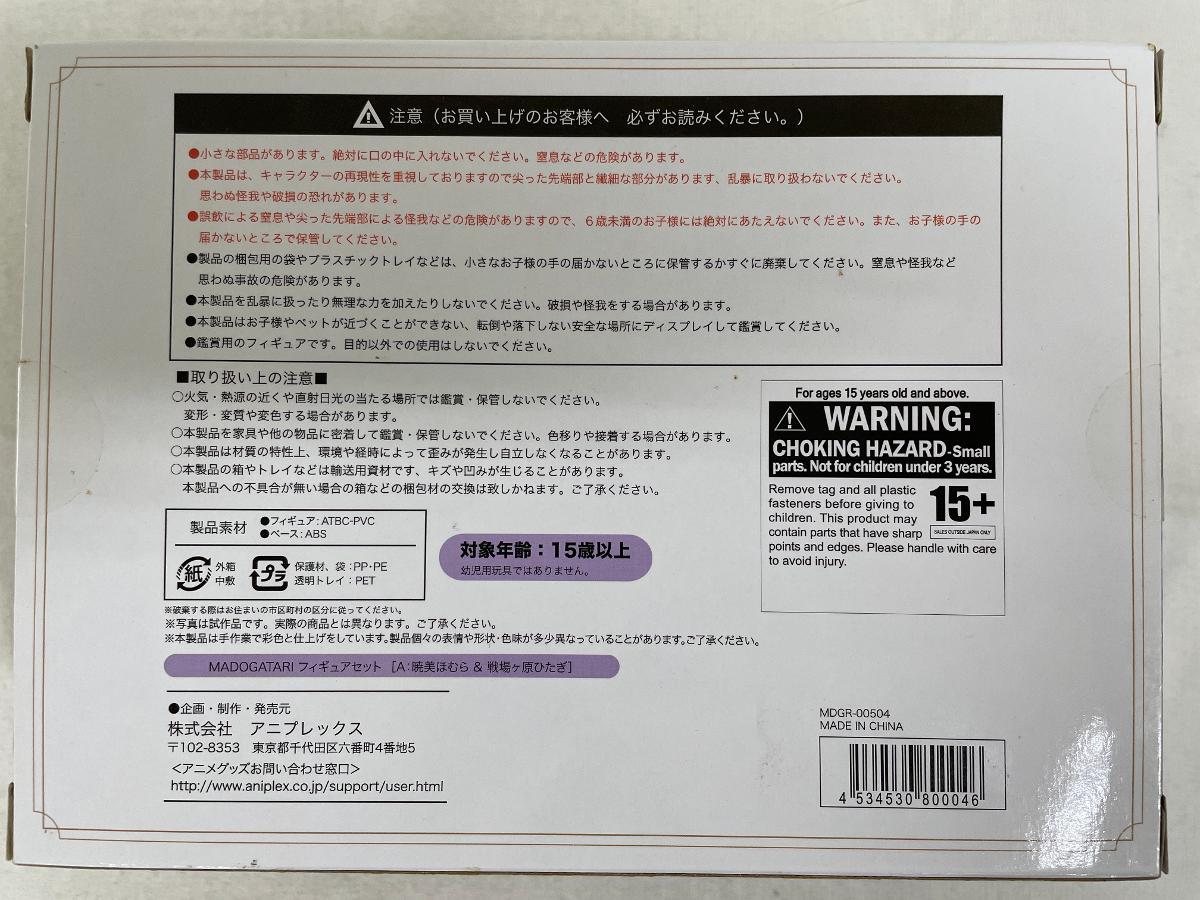 注意（お買い上げのお客様へ　必ずお読みください。）
●小さな部品があります。絶対に口の中に入れないでください。窒息などの危険があります。
●本製品は、キャラクターの再現性を重視しておりますので尖った先端部と繊細な部分があります、乱暴に取り扱わないでください。
思わぬ怪我や破損の恐れがあります。
●誤飲による窒息や尖った先端部による怪我などの危険がありますので、６歳未満のお子様には絶対にあたえないでください。また、お子様の手の
届かないところで保管してください。
●製品の梱包用の袋やプラスチックトレイなどは、小さなお子様の手の届かないところに保管するかすぐに廃棄してください。窒息や怪我など
思わぬ事故の危険があります。
●本製品を乱暴に扱ったり無理な力を加えたりしないでください。破損や怪我をする場合があります。
●本製品はお子様やペットが近づくことができない、転倒や落下しない安全な場所にディスプレイして鑑賞してください。
●鑑賞用のフィギュアです。目的以外での使用はしないでください。
■取り扱い上の注意■
○火気・熱源の近くや直射日光の当たる場所では鑑賞・保管しないでください。
変形・変質や変色する場合があります。
○本製品を家具や他の物品に密着して鑑賞・保管しないでください。色移りや接着する場合があります。
○本製品は材質の特性上、環境や経時によって歪みが発生し自立しなくなることがあります。
○本製品の箱やトレイなどは輸送用資材です、キズや凹みが生じることがあります。
本製品への不具合が無い場合の箱などの梱包材の交換は致しかねます。ご了承ください。
製品素材
●フィギュア：ATBC-PVC
●ベース：ABS
紙
外箱
中敷
プラ
保護材、袋：PP・PE
透明トレイ：PET
対象年齢：15歳以上
幼児用玩具ではありません。
※破棄する際はお住まいの市区町村の区分に従ってください。
※写真は試作品です。実際の商品とは異なります。ご了承ください。
※本製品は手作業で彩色と仕上げをしています。製品個々の表情や形状・色味が多少異なっていることがあります。ご了承ください。
MADOGATARI フィギュアセット ［A：暁美ほむら & 戦場ヶ原ひたぎ］
●企画・制作・発売元
株式会社　アニプレックス
〒102-8353　東京都千代田区六番町4番地5
＜アニメグッズお問い合わせ窓口＞
http://www.aniplex.co.jp/support/user.html
For ages 15 years old and above.
WARNING:
CHOKING HAZARD-Small
parts. Not for children under 3 years.
Remove tag and all plastic
fasteners before giving to
children. This product may
contain parts that have sharp
points and edges. Please handle with care
to avoid injury.
15+
SALES OUTSIDE JAPAN ONLY
MDGR-00504
MADE IN CHINA
4 534530 800046